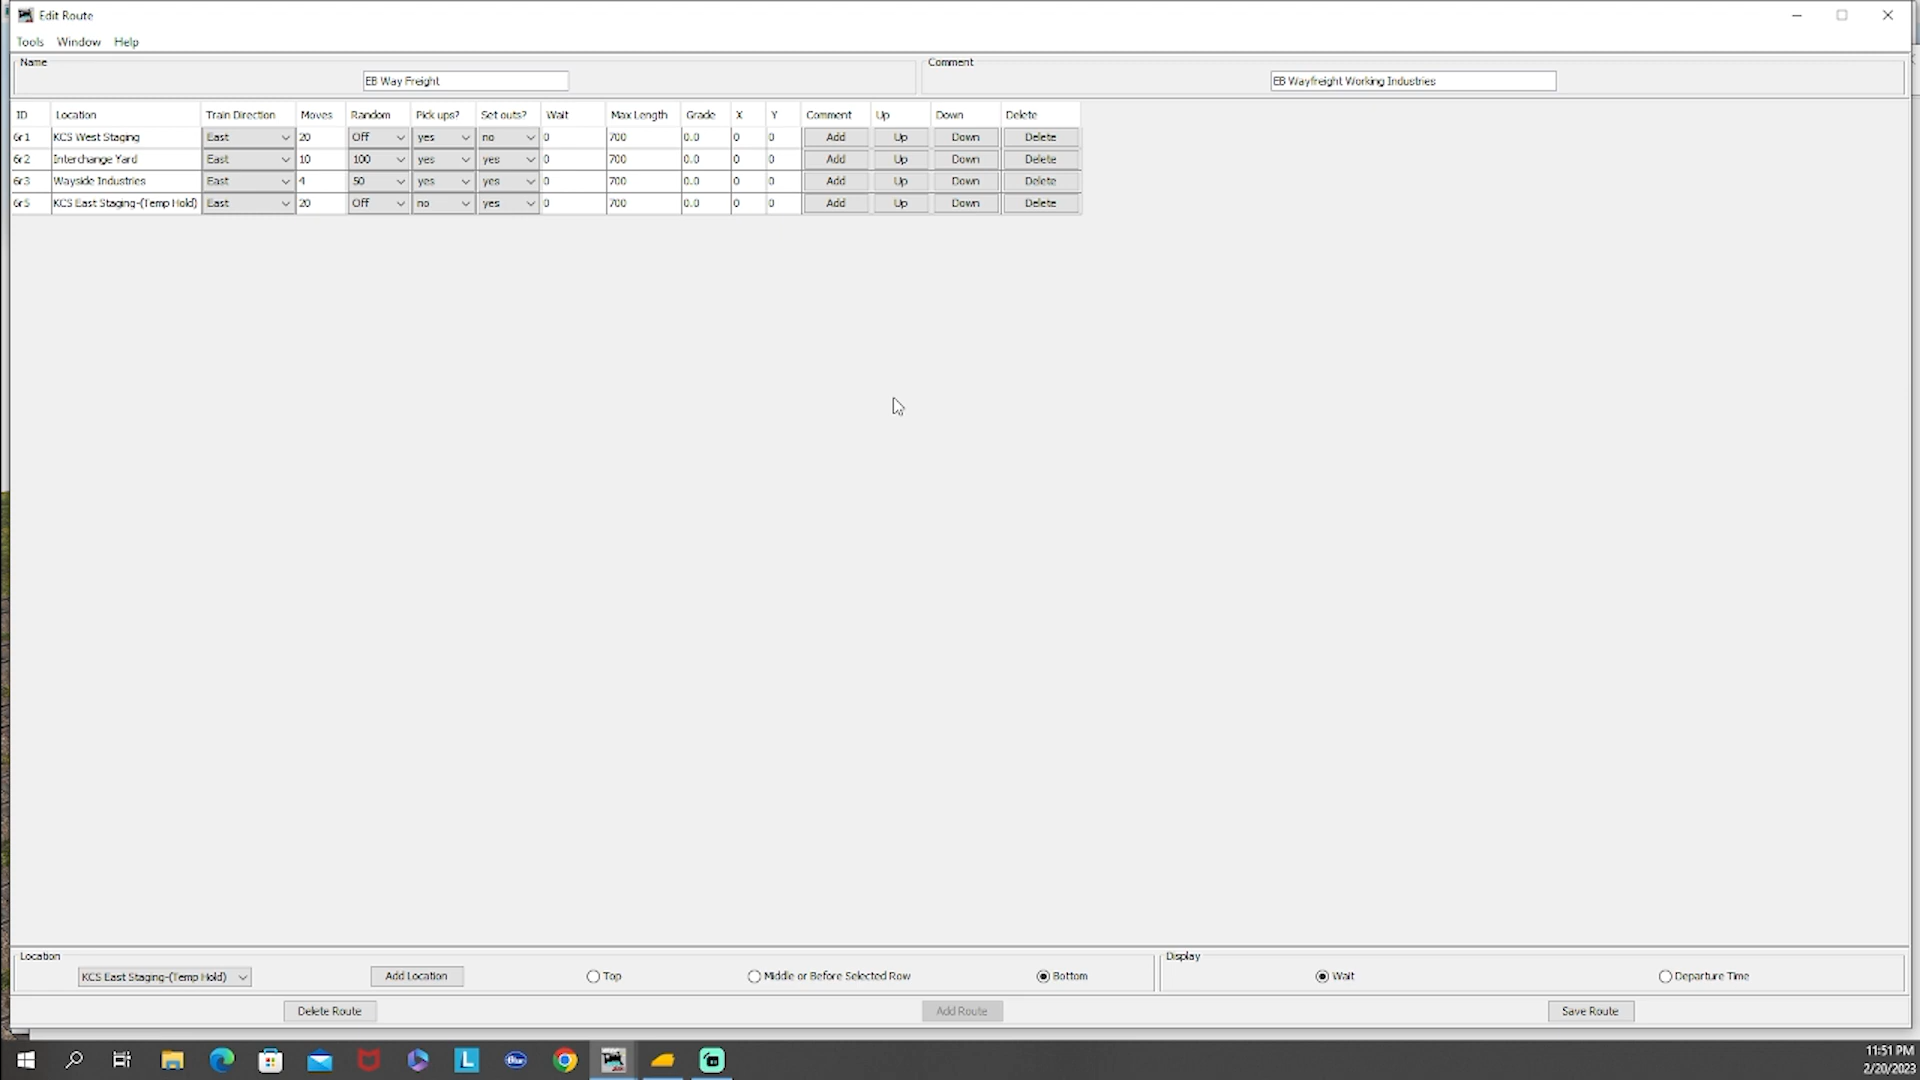 Edit Route
Tools Window Help
Name Comment
EB Way Freight EB Wayfreight Working Industries
ID Location Train Direction Moves Random Pick ups? Set outs? Wait Max Length Grade X Y Comment Up Down Delete
6r1 KCS West Staging East 20 Off yes no 0 700 0.0 0 0 Add Up Down Delete
6r2 Interchange Yard East 10 100 yes yes 0 700 0.0 0 0 Add Up Down Delete
6r3 Wayside Industries East 4 50 yes yes 0 700 0.0 0 0 Add Up Down Delete
6r5 KCS East Staging-(Temp Hold) East 20 Off no yes 0 700 0.0 0 0 Add Up Down Delete
Location Display
KCS East Staging-(Temp Hold) Add Location Top Middle or Before Selected Row Bottom Wait Departure Time
Delete Route Add Route Save Route
L Blur
11:51 PM
2/20/2023